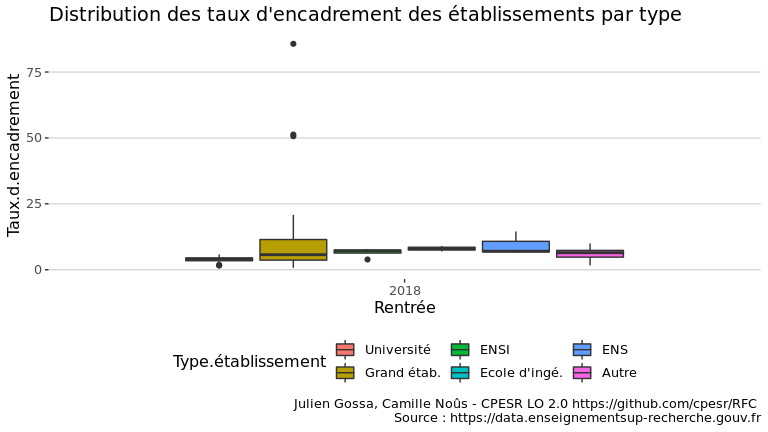 Distribution des taux d'encadrement des établissements par type
Taux.d.encadrement
75
50
25
0
2018
Rentrée
Type.établissement
Université
ENSI
ENS
Grand étab.
Ecole d'ingé.
Autre
Julien Gossa, Camille Noûs - CPESR LO 2.0 https://github.com/cpesr/RFC
Source : https://data.enseignementsup-recherche.gouv.fr